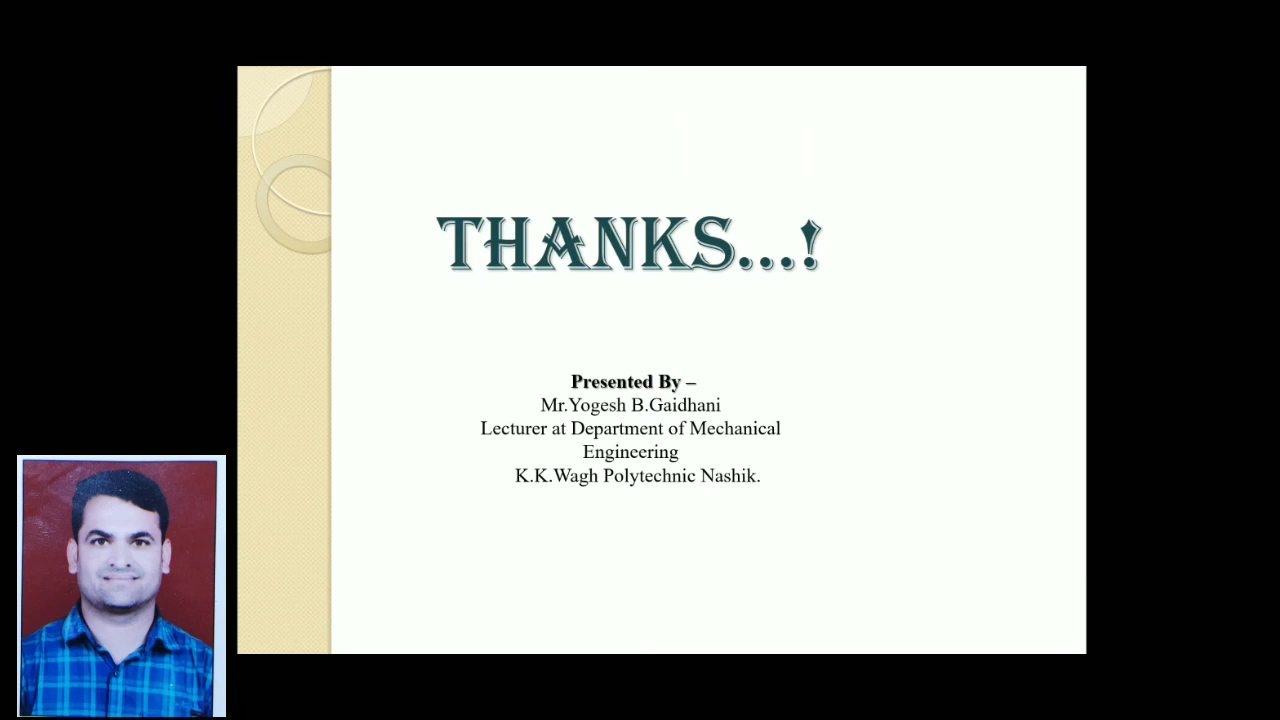 THANKS...!
Presented By –
Mr.Yogesh B.Gaidhani
Lecturer at Department of Mechanical
Engineering
K.K.Wagh Polytechnic Nashik.